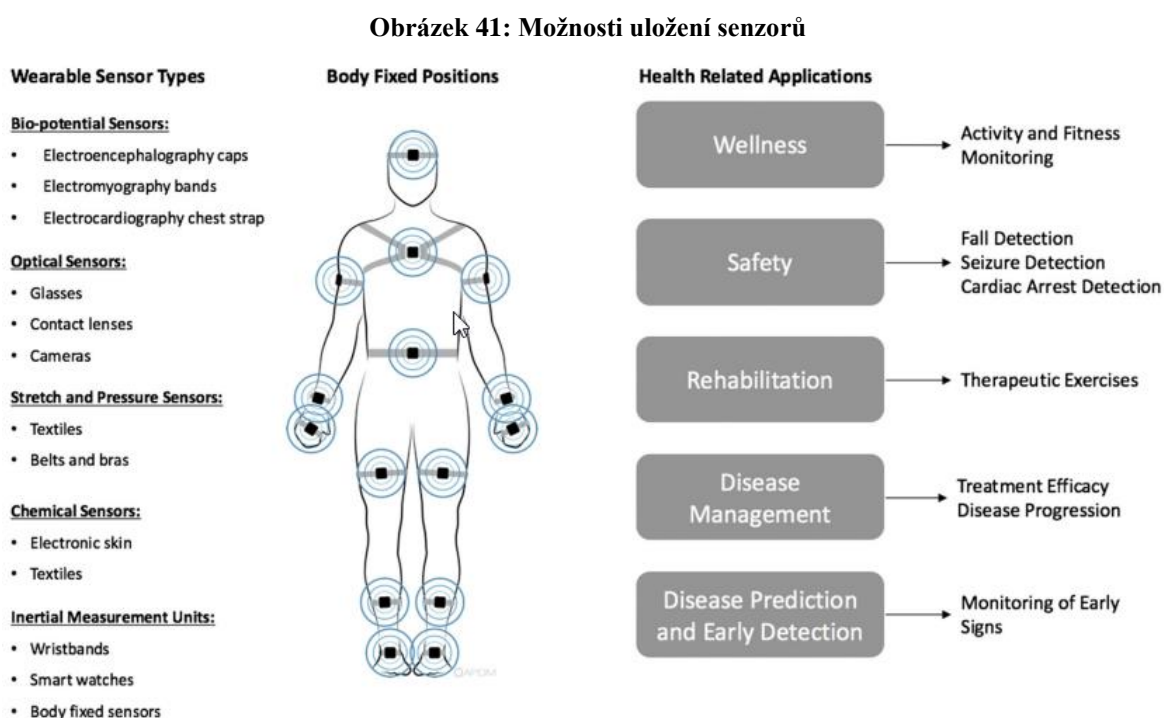 Obrázek 41: Možnosti uložení senzorů
Wearable Sensor Types
Bio-potential Sensors:
• Electroencephalography caps
• Electromyography bands
• Electrocardiography chest strap
Optical Sensors:
• Glasses
• Contact lenses
• Cameras
Stretch and Pressure Sensors:
• Textiles
• Belts and bras
Chemical Sensors:
• Electronic skin
• Textiles
Inertial Measurement Units:
• Wristbands
• Smart watches
• Body fixed sensors
Body Fixed Positions
APDM
Health Related Applications
Wellness
Activity and Fitness
Monitoring
Safety
Fall Detection
Seizure Detection
Cardiac Arrest Detection
Rehabilitation
Therapeutic Exercises
Disease
Management
Treatment Efficacy
Disease Progression
Disease Prediction
and Early Detection
Monitoring of Early
Signs